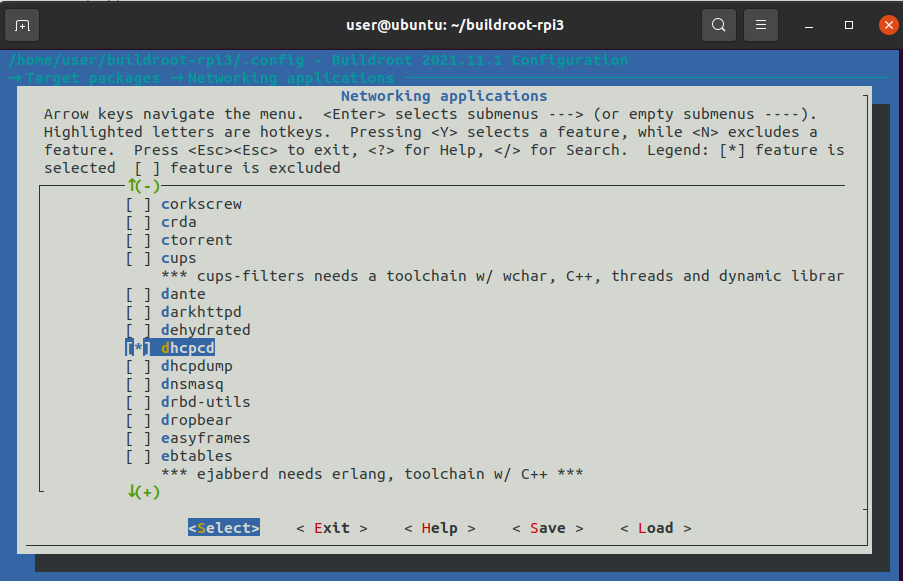 user@ubuntu: ~/buildroot-rpi3
/home/user/buildroot-rpi3/.config - Buildroot 2021.11.1 Configuration
→ Target packages → Networking applications
Networking applications
Arrow keys navigate the menu.  <Enter> selects submenus ---> (or empty submenus ----).
Highlighted letters are hotkeys.  Pressing <Y> selects a feature, while <N> excludes a
feature.  Press <Esc><Esc> to exit, <?> for Help, </> for Search.  Legend: [*] feature is
selected  [ ] feature is excluded
↑(-)
[ ] corkscrew
[ ] crda
[ ] ctorrent
[ ] cups
*** cups-filters needs a toolchain w/ wchar, C++, threads and dynamic librar
[ ] dante
[ ] darkhttpd
[ ] dehydrated
[*] dhcpcd
[ ] dhcpdump
[ ] dnsmasq
[ ] drbd-utils
[ ] dropbear
[ ] easyframes
[ ] ebtables
*** ejabberd needs erlang, toolchain w/ C++ ***
↓(+)
<Select>    < Exit >    < Help >    < Save >    < Load >